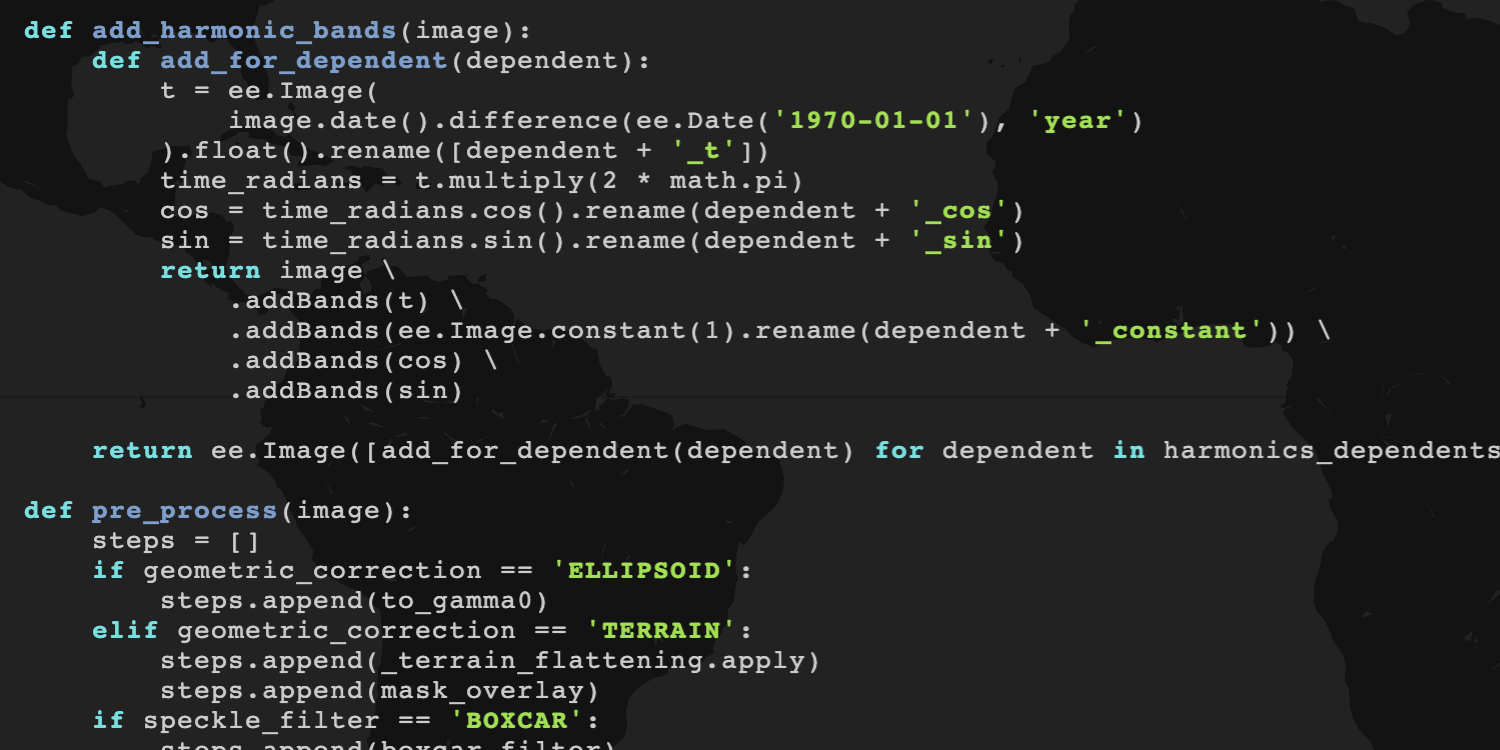 def add_harmonic_bands(image):
    def add_for_dependent(dependent):
        t = ee.Image(
            image.date().difference(ee.Date('1970-01-01'), 'year')
        ).float().rename([dependent + '_t'])
        time_radians = t.multiply(2 * math.pi)
        cos = time_radians.cos().rename(dependent + '_cos')
        sin = time_radians.sin().rename(dependent + '_sin')
        return image \
            .addBands(t) \
            .addBands(ee.Image.constant(1).rename(dependent + '_constant')) \
            .addBands(cos) \
            .addBands(sin)

    return ee.Image([add_for_dependent(dependent) for dependent in harmonics_dependents

def pre_process(image):
    steps = []
    if geometric_correction == 'ELLIPSOID':
        steps.append(to_gamma0)
    elif geometric_correction == 'TERRAIN':
        steps.append(_terrain_flattening.apply)
        steps.append(mask_overlay)
    if speckle_filter == 'BOXCAR':
        steps.append(boxcar_filter)